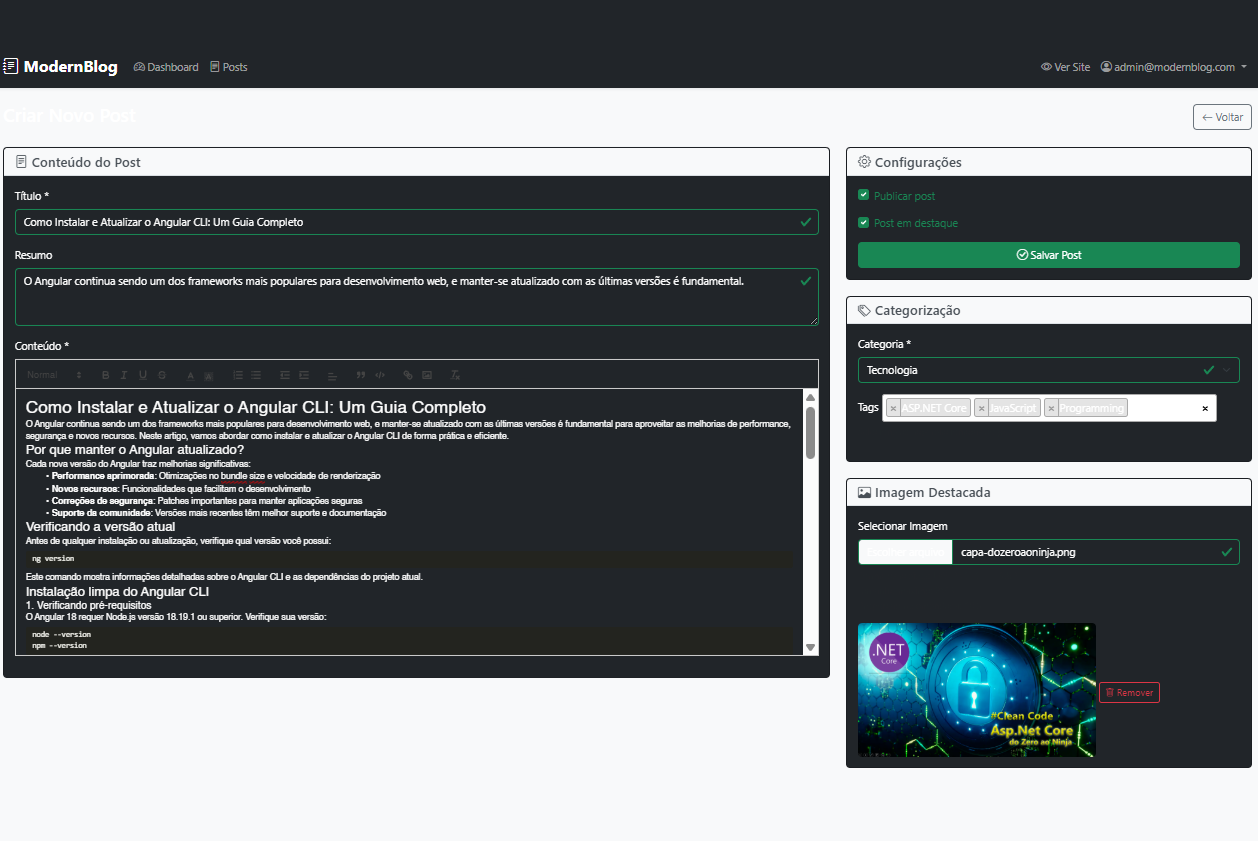 ModernBlog Dashboard Posts Ver Site admin@modernblog.com
Criar Novo Post
← Voltar
Conteúdo do Post
Título *
Como Instalar e Atualizar o Angular CLI: Um Guia Completo
Resumo
O Angular continua sendo um dos frameworks mais populares para desenvolvimento web, e manter-se atualizado com as últimas versões é fundamental.
Conteúdo *
Normal
Como Instalar e Atualizar o Angular CLI: Um Guia Completo
O Angular continua sendo um dos frameworks mais populares para desenvolvimento web, e manter-se atualizado com as últimas versões é fundamental para aproveitar as melhorias de performance,
segurança e novos recursos. Neste artigo, vamos abordar como instalar e atualizar o Angular CLI de forma prática e eficiente.
Por que manter o Angular atualizado?
Cada nova versão do Angular traz melhorias significativas:
• Performance aprimorada: Otimizações no bundle size e velocidade de renderização
• Novos recursos: Funcionalidades que facilitam o desenvolvimento
• Correções de segurança: Patches importantes para manter aplicações seguras
• Suporte da comunidade: Versões mais recentes têm melhor suporte e documentação
Verificando a versão atual
Antes de qualquer instalação ou atualização, verifique qual versão você possui:
ng version
Este comando mostra informações detalhadas sobre o Angular CLI e as dependências do projeto atual.
Instalação limpa do Angular CLI
1. Verificando pré-requisitos
O Angular 18 requer Node.js versão 18.19.1 ou superior. Verifique sua versão:
node --version
npm --version
Configurações
Publicar post
Post em destaque
Salvar Post
Categorização
Categoria *
Tecnologia
Tags × ASP.NET Core × JavaScript × Programming ×
Imagem Destacada
Selecionar Imagem
capa-dozeroaoninja.png
.NET
Core
#Clean Code
Asp.Net Core
do Zero ao Ninja
Remover